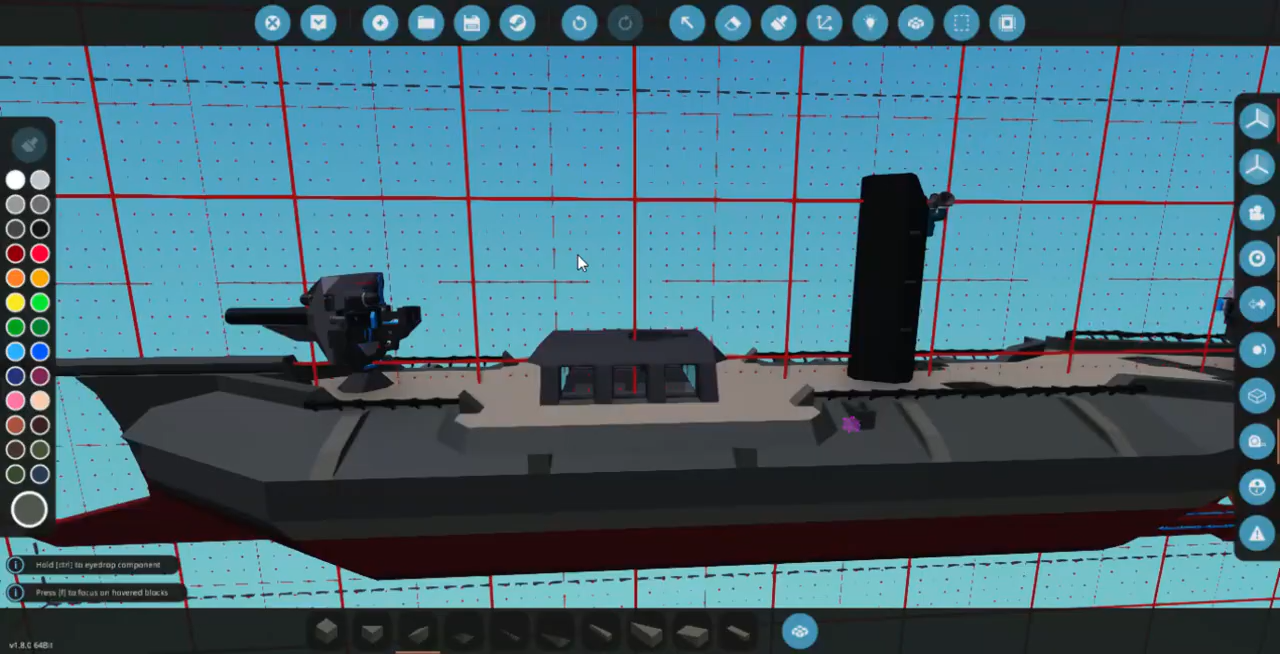 Hold [ctrl] to eyedrop component
Press [f] to focus on hovered blocks
v1.8.0 64Bit